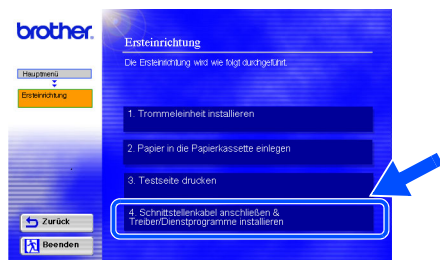 brother.
Ersteinrichtung
Die Ersteinrichtung wird wie folgt durchgeführt.
Hauptmenü
Ersteinrichtung
1. Trommeleinheit installieren
2. Papier in die Papierkassette einlegen
3. Testseite drucken
4. Schnittstellenkabel anschließen &
Treiber/Dienstprogramme installieren
Zurück
Beenden